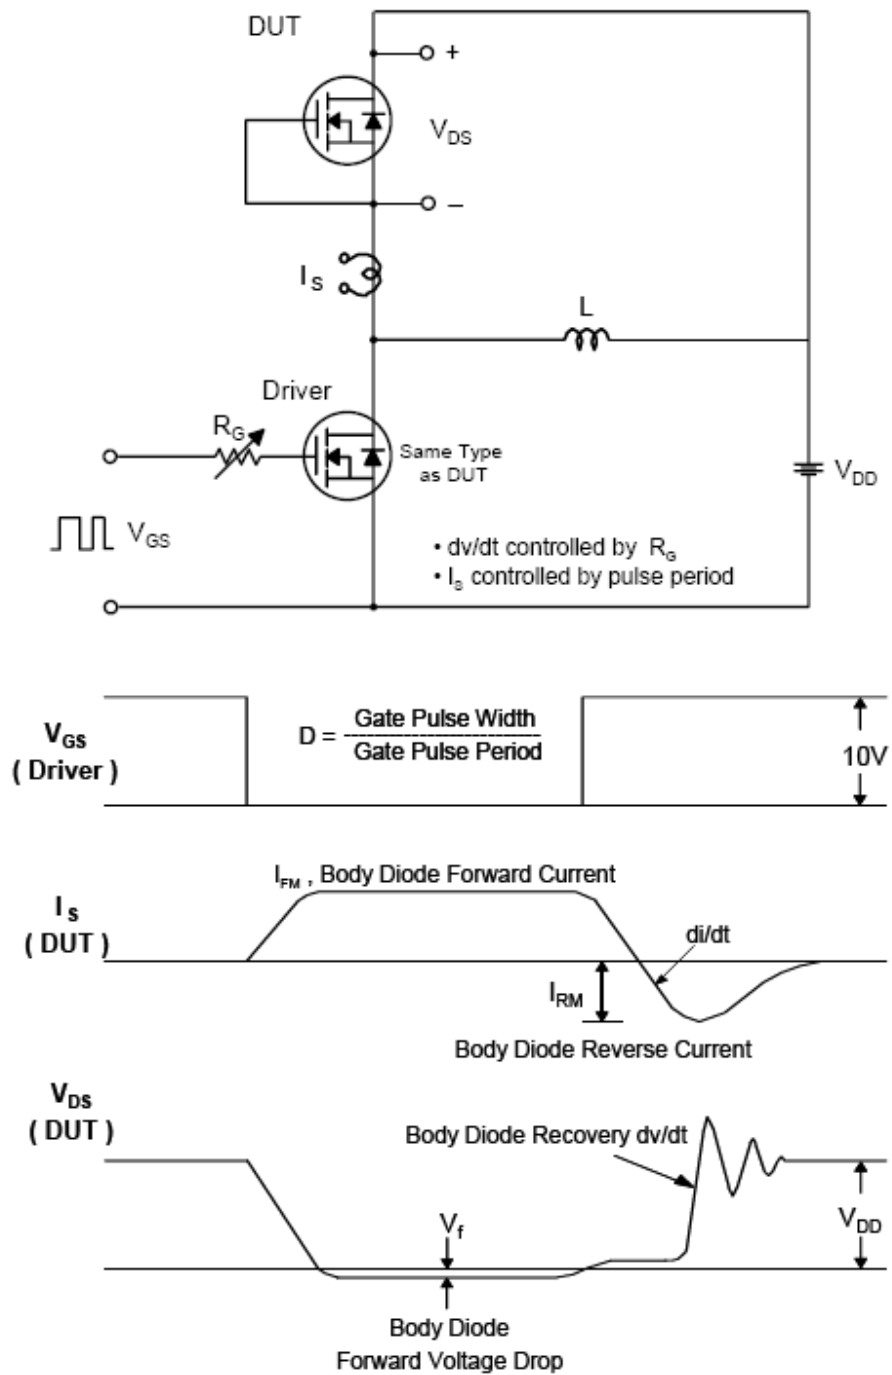 DUT
+
V_DS
–
I_S
L
Driver
R_G
Same Type
as DUT
V_DD
V_GS
• dv/dt controlled by R_G
• I_S controlled by pulse period
V_GS
( Driver )
D = Gate Pulse Width
Gate Pulse Period
10V
I_FM , Body Diode Forward Current
I_S
( DUT )
di/dt
I_RM
Body Diode Reverse Current
V_DS
( DUT )
Body Diode Recovery dv/dt
V_f
V_DD
Body Diode
Forward Voltage Drop